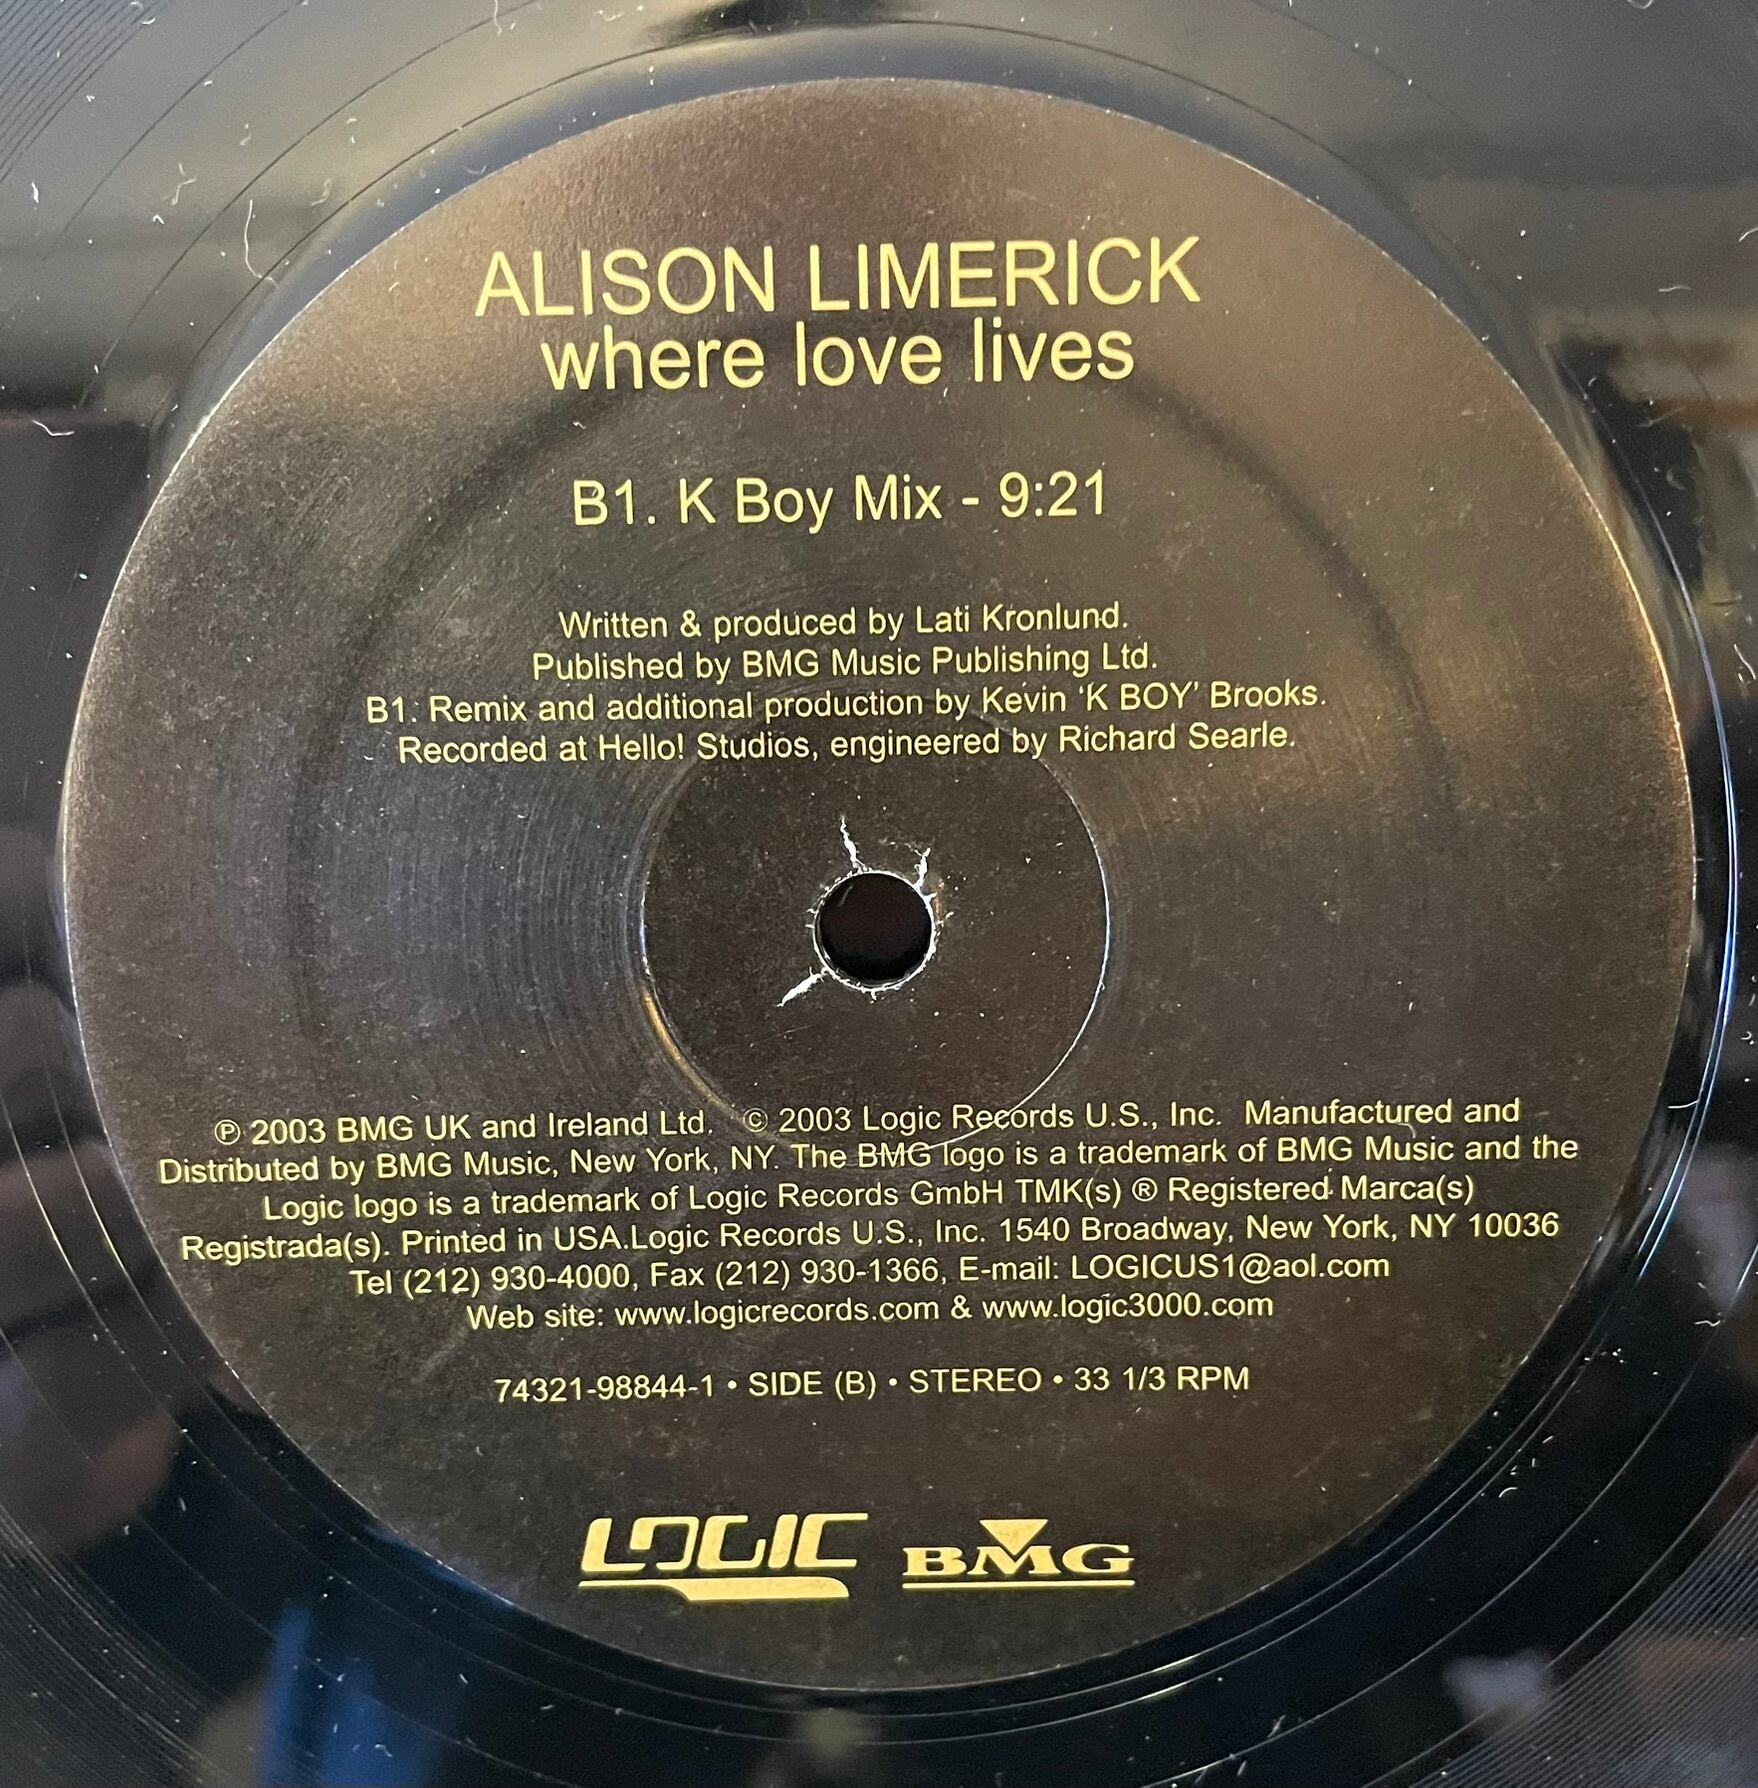 ALISON LIMERICK
where love lives
B1. K Boy Mix - 9:21
Written & produced by Lati Kronlund.
Published by BMG Music Publishing Ltd.
B1: Remix and additional production by Kevin ‘K BOY’ Brooks.
Recorded at Hello! Studios, engineered by Richard Searle.
℗ 2003 BMG UK and Ireland Ltd. © 2003 Logic Records U.S., Inc. Manufactured and
Distributed by BMG Music, New York, NY. The BMG logo is a trademark of BMG Music and the
Logic logo is a trademark of Logic Records GmbH TMK(s) ® Registered Marca(s)
Registrada(s). Printed in USA.Logic Records U.S., Inc. 1540 Broadway, New York, NY 10036
Tel (212) 930-4000, Fax (212) 930-1366, E-mail: LOGICUS1@aol.com
Web site: www.logicrecords.com & www.logic3000.com
74321-98844-1 • SIDE (B) • STEREO • 33 1/3 RPM
LOGIC BMG